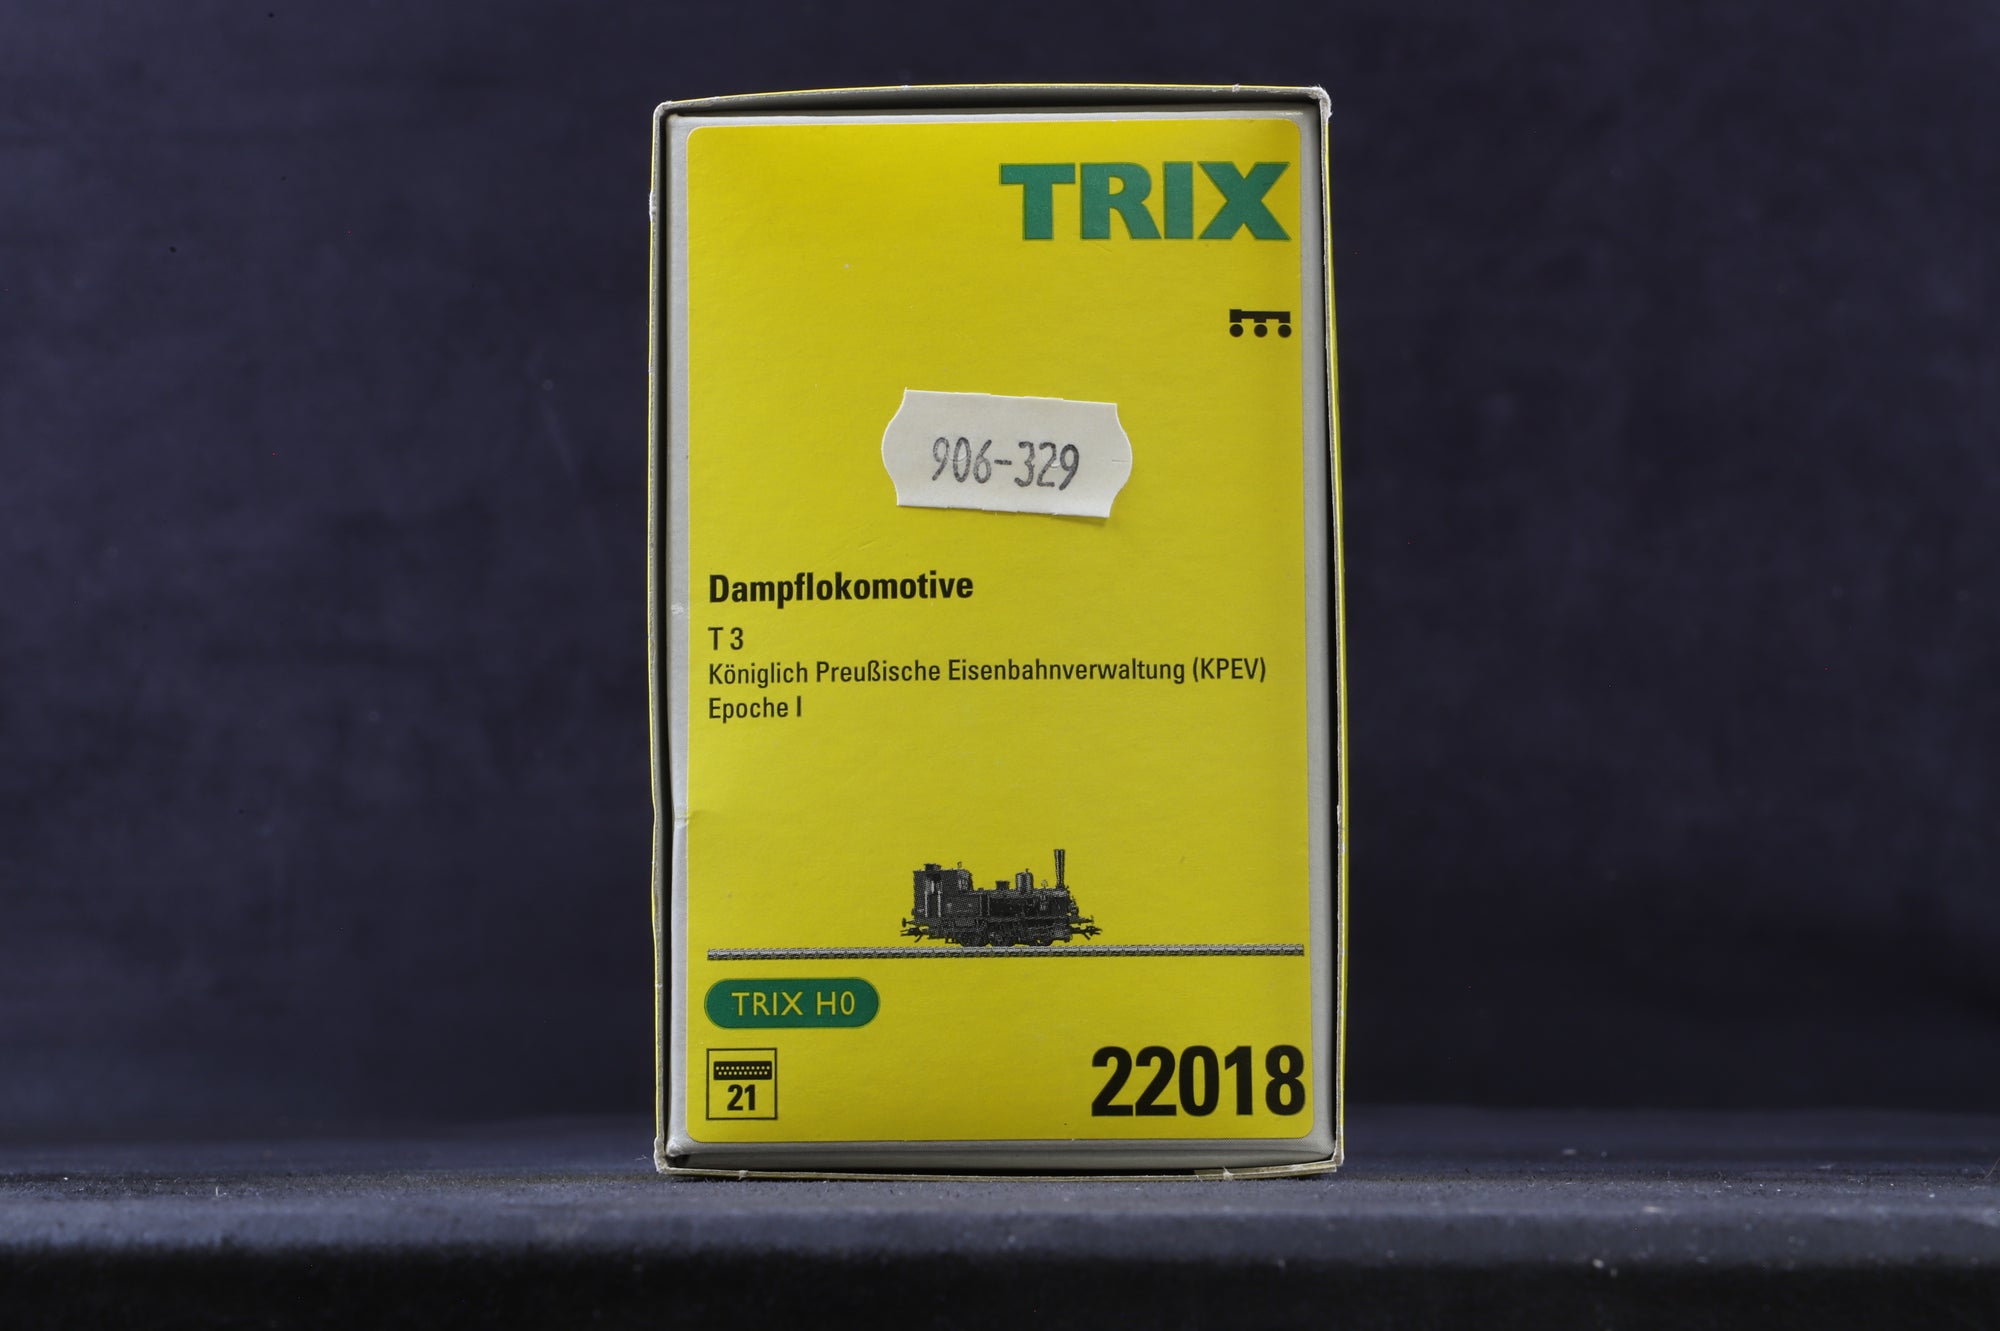 TRIX
906-329
Dampflokomotive
T 3
Königlich Preußische Eisenbahnverwaltung (KPEV)
Epoche I
TRIX H0
21
22018